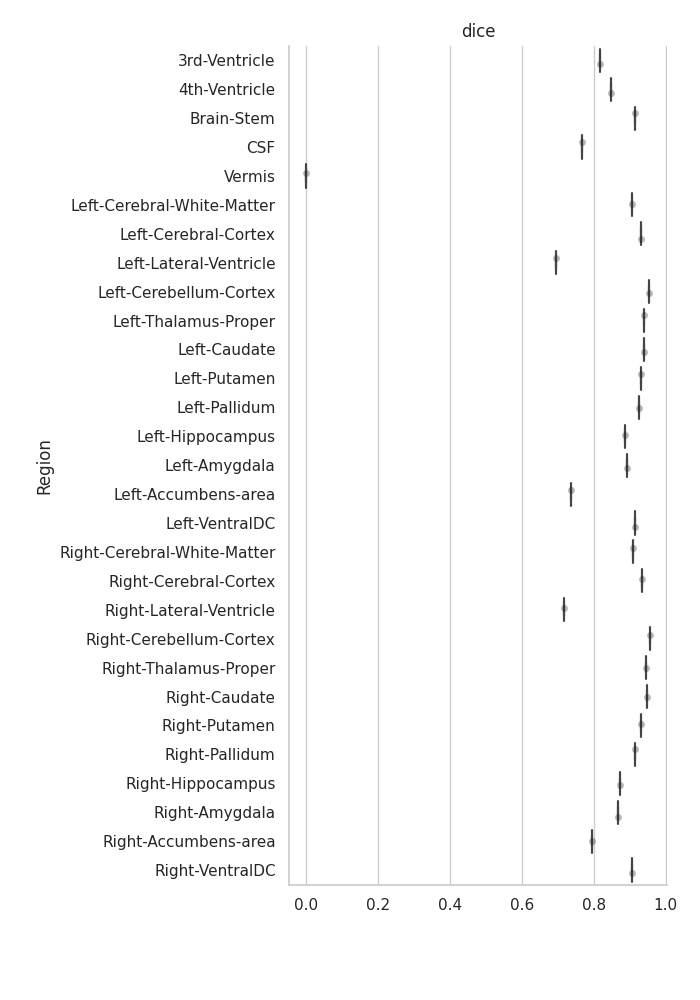 dice
3rd-Ventricle
4th-Ventricle
Brain-Stem
CSF
Vermis
Left-Cerebral-White-Matter
Left-Cerebral-Cortex
Left-Lateral-Ventricle
Left-Cerebellum-Cortex
Left-Thalamus-Proper
Left-Caudate
Left-Putamen
Left-Pallidum
Left-Hippocampus
Region
Left-Amygdala
Left-Accumbens-area
Left-VentralDC
Right-Cerebral-White-Matter
Right-Cerebral-Cortex
Right-Lateral-Ventricle
Right-Cerebellum-Cortex
Right-Thalamus-Proper
Right-Caudate
Right-Putamen
Right-Pallidum
Right-Hippocampus
Right-Amygdala
Right-Accumbens-area
Right-VentralDC
0.0 0.2 0.4 0.6 0.8 1.0